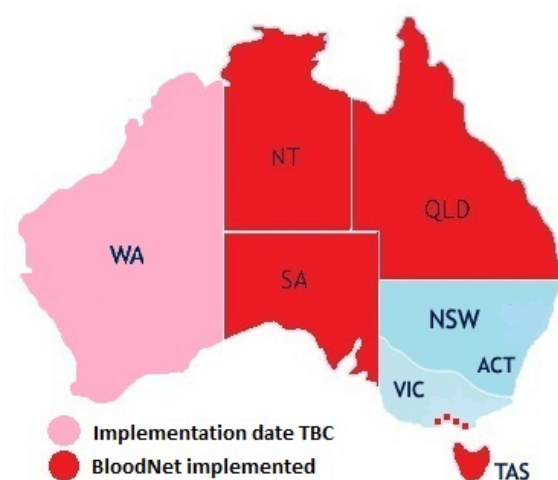 NT
QLD
WA
SA
NSW
ACT
VIC
Implementation date TBC
BloodNet implemented
TAS